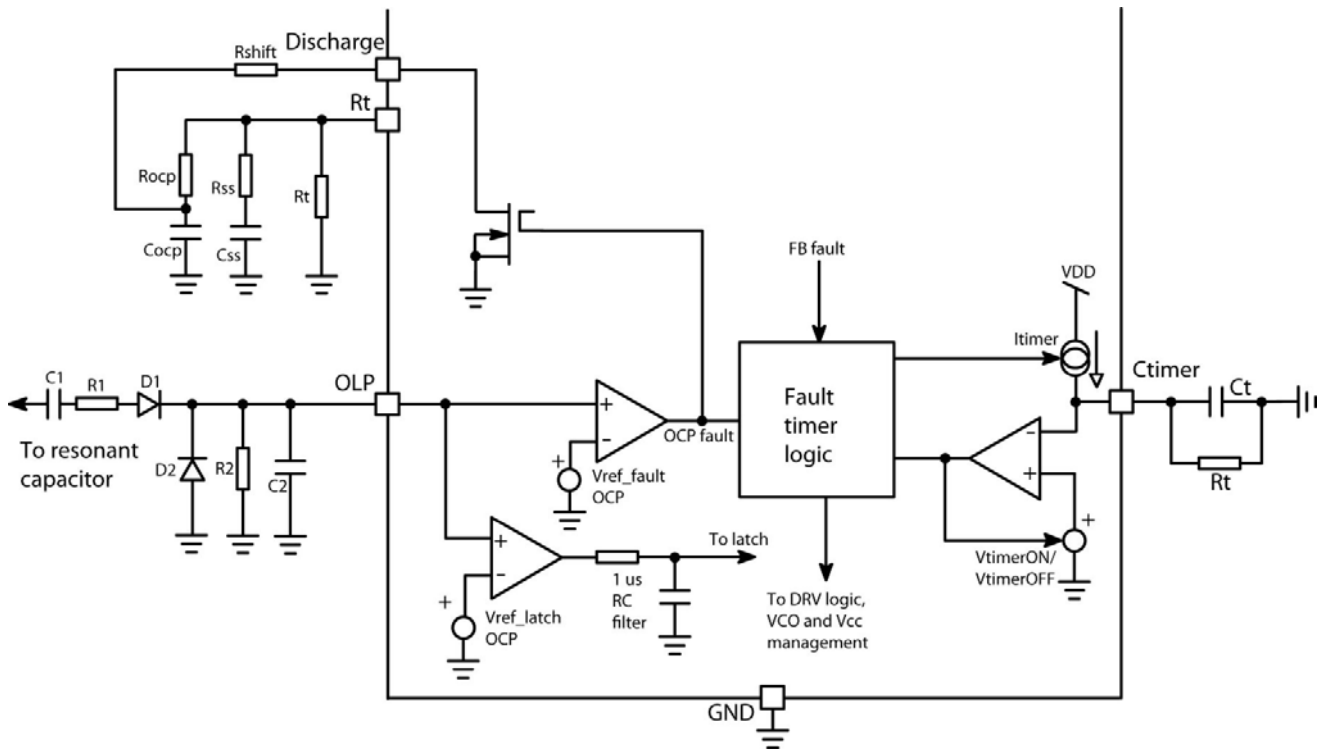 Discharge
Rshift
Rt
Rocp
Rss
Rt
Cocp
Css
FB fault
VDD
Itimer
Ctimer
C1
R1
D1
OLP
Ct
Fault
timer
logic
+
-
OCP fault
-
+
Rt
To resonant
capacitor
D2
R2
C2
+
Vref_fault
OCP
+
-
To latch
+
VtimerON/
VtimerOFF
1 us
RC
filter
+
Vref_latch
OCP
To DRV logic,
VCO and Vcc
management
GND